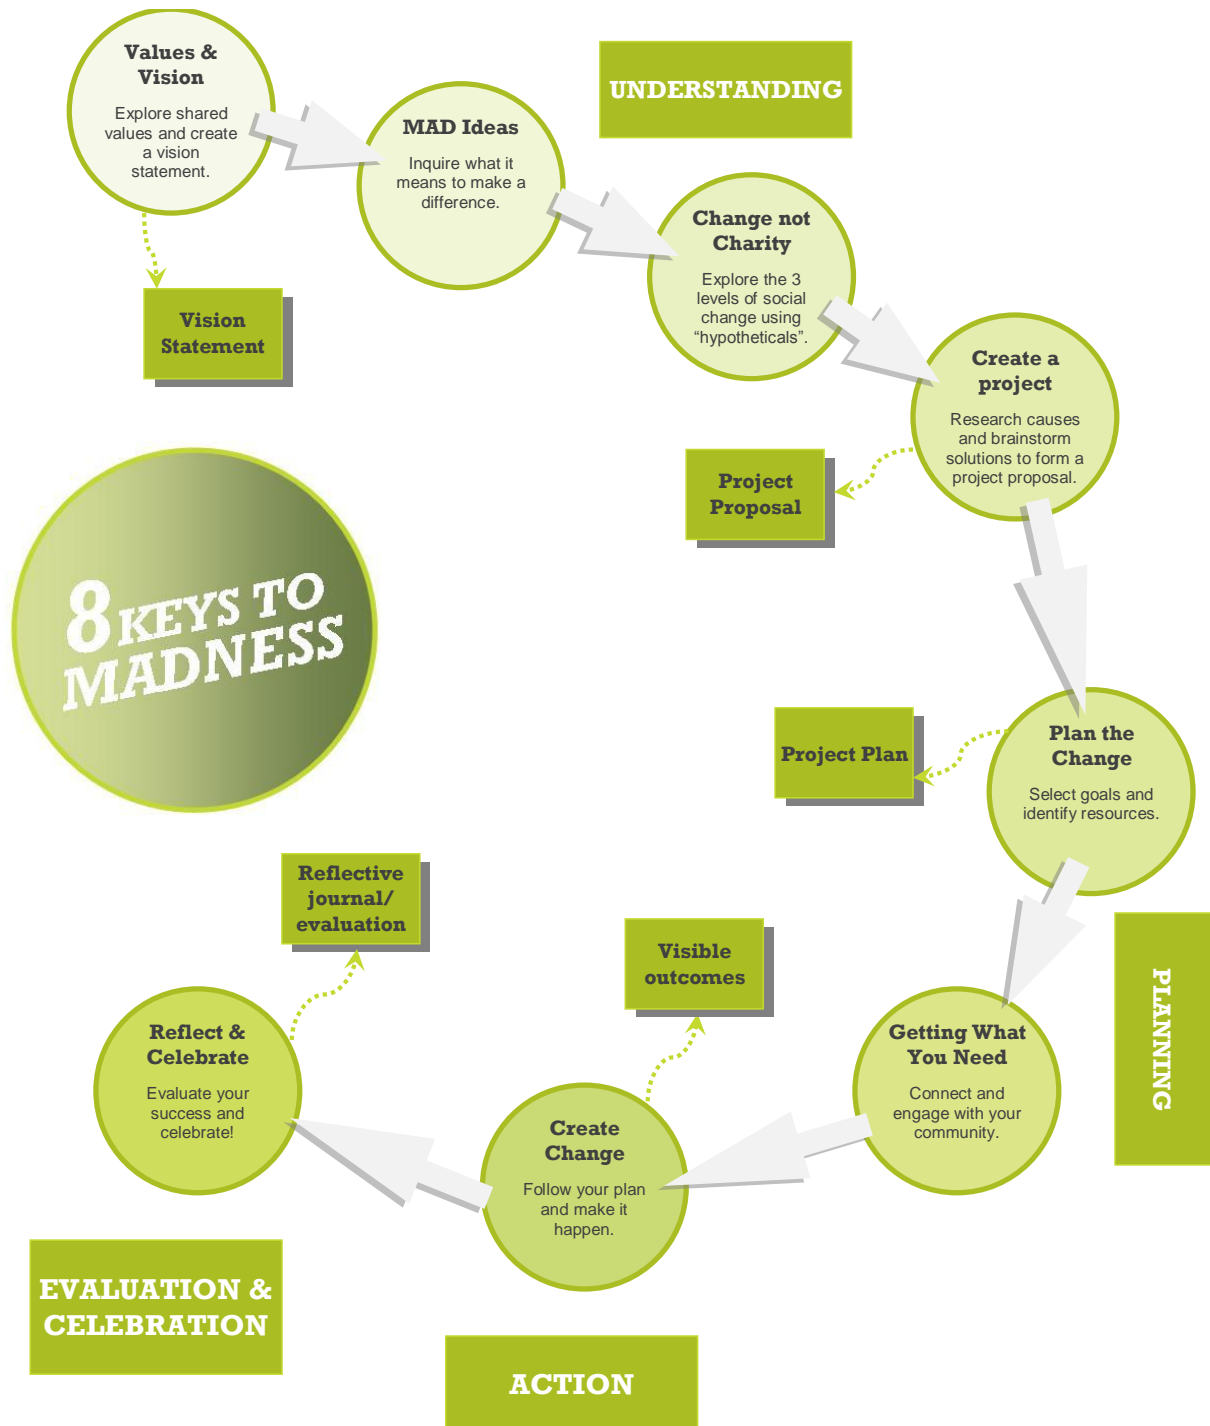 Values &
Vision
Explore shared
values and create
a vision
statement.
UNDERSTANDING
MAD Ideas
Inquire what it
means to make a
difference.
Change not
Charity
Explore the 3
levels of social
change using
“hypotheticals”.
Vision
Statement
Create a
project
Research causes
and brainstorm
solutions to form a
project proposal.
Project
Proposal
8 KEYS TO
MADNESS
Plan the
Change
Select goals and
identify resources.
Project Plan
Reflective
journal/
evaluation
Visible
outcomes
PLANNING
Getting What
You Need
Connect and
engage with your
community.
Create
Change
Follow your plan
and make it
happen.
Reflect &
Celebrate
Evaluate your
success and
celebrate!
EVALUATION &
CELEBRATION
ACTION